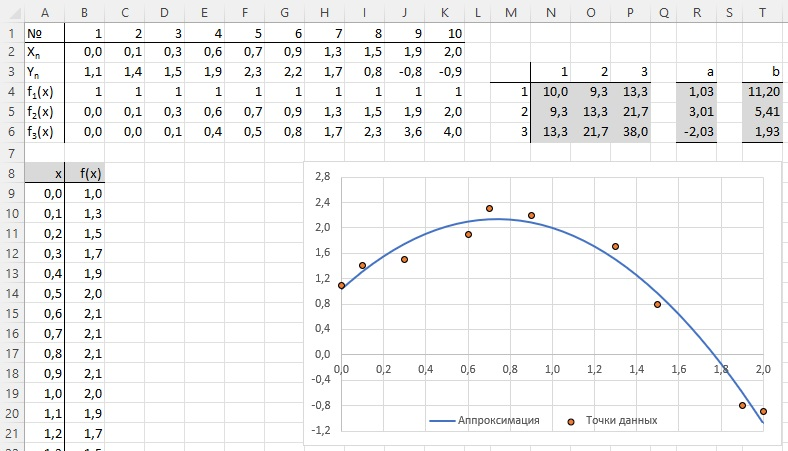 A B C D E F G H I J K L M N O P Q R S T
1 № 1 2 3 4 5 6 7 8 9 10
2 Xn 0,0 0,1 0,3 0,6 0,7 0,9 1,3 1,5 1,9 2,0
3 Yn 1,1 1,4 1,5 1,9 2,3 2,2 1,7 0,8 -0,8 -0,9 1 2 3 a b
4 f1(x) 1 1 1 1 1 1 1 1 1 1 1 10,0 9,3 13,3 1,03 11,20
5 f2(x) 0,0 0,1 0,3 0,6 0,7 0,9 1,3 1,5 1,9 2,0 2 9,3 13,3 21,7 3,01 5,41
6 f3(x) 0,0 0,0 0,1 0,4 0,5 0,8 1,7 2,3 3,6 4,0 3 13,3 21,7 38,0 -2,03 1,93
7
8 x f(x)
9 0,0 1,0
10 0,1 1,3
11 0,2 1,5
12 0,3 1,7
13 0,4 1,9
14 0,5 2,0
15 0,6 2,1
16 0,7 2,1
17 0,8 2,1
18 0,9 2,1
19 1,0 2,0
20 1,1 1,9
21 1,2 1,7
2,8
2,4
2,0
1,6
1,2
0,8
0,4
0,0
0,0 0,2 0,4 0,6 0,8 1,0 1,2 1,4 1,6 1,8 2,0
-0,4
-0,8
Аппроксимация Точки данных
-1,2